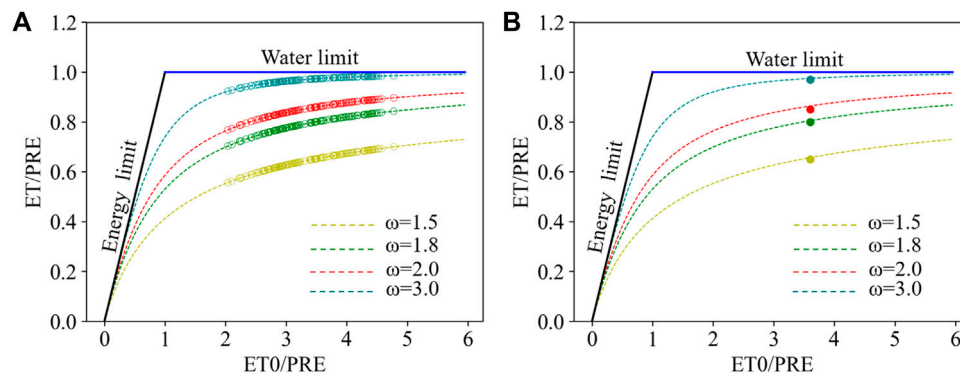 A
1.2
1.0
0.8
0.6
0.4
0.2
0.0
ET/PRE
Energy limit
Water limit
ω=1.5
ω=1.8
ω=2.0
ω=3.0
0 1 2 3 4 5 6
ET0/PRE
B
1.2
1.0
0.8
0.6
0.4
0.2
0.0
ET/PRE
Energy limit
Water limit
ω=1.5
ω=1.8
ω=2.0
ω=3.0
0 1 2 3 4 5 6
ET0/PRE